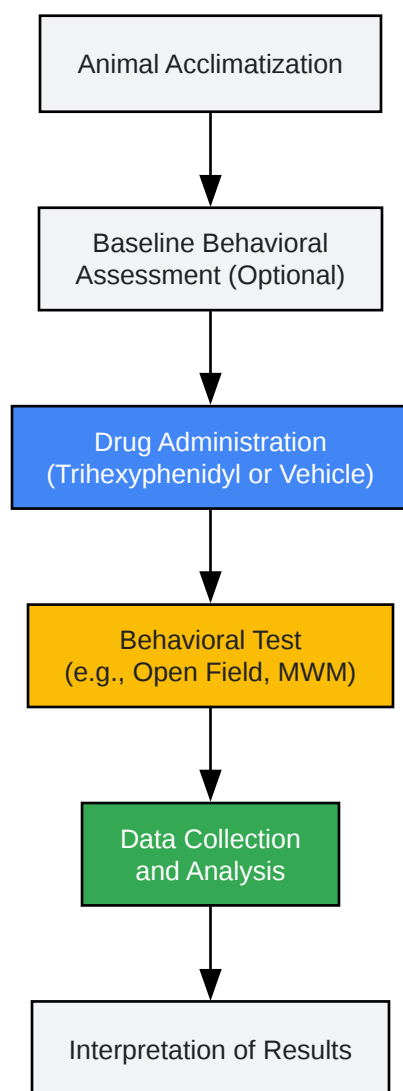 Animal Acclimatization
Baseline Behavioral
Assessment (Optional)
Drug Administration
(Trihexyphenidyl or Vehicle)
Behavioral Test
(e.g., Open Field, MWM)
Data Collection
and Analysis
Interpretation of Results